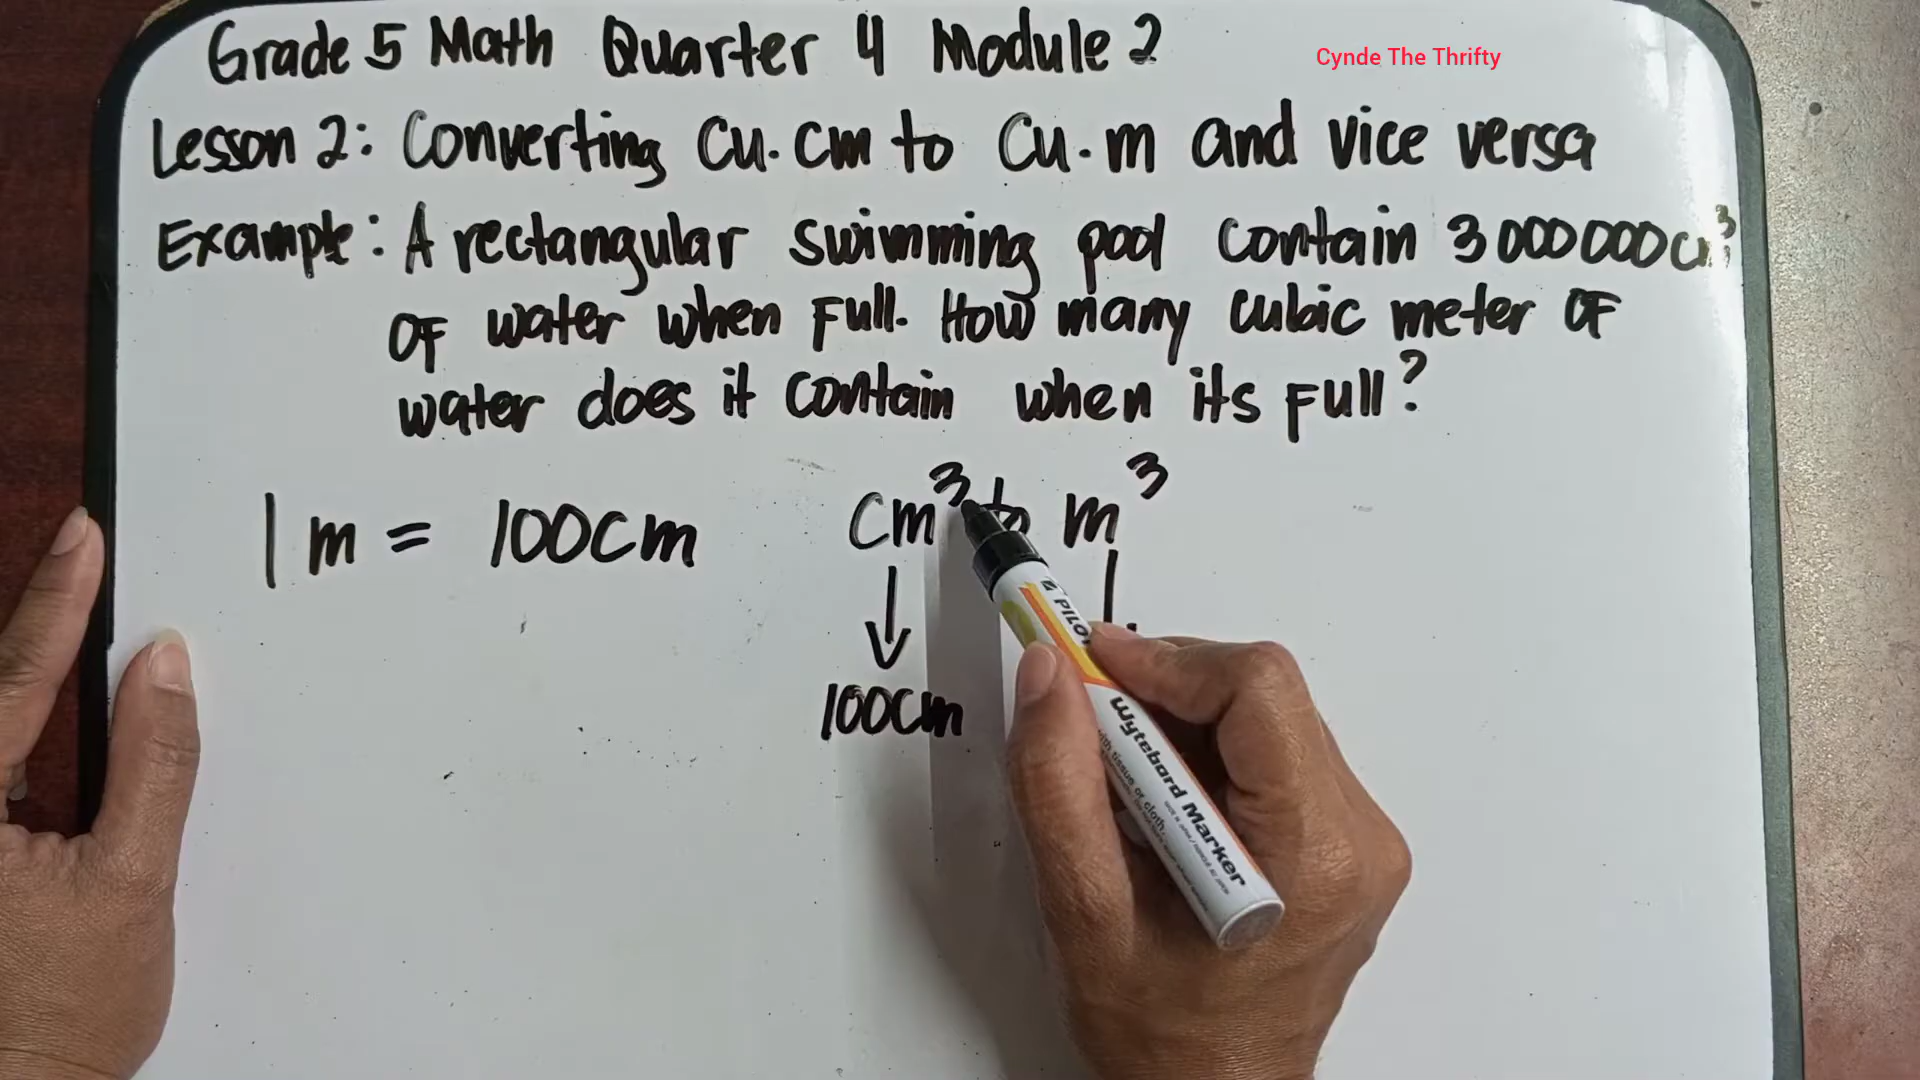 Grade 5 Math Quarter 4 Module 2
Cynde The Thrifty
Lesson 2: Converting Cu.cm to Cu.m and vice versa
Example: A rectangular swimming pool contain 3 000 000 cm³
of water when full. How many cubic meter of
water does it contain when its full?
1 m = 100cm
cm³ to m³
100cm
PILOT
Wytebord Marker